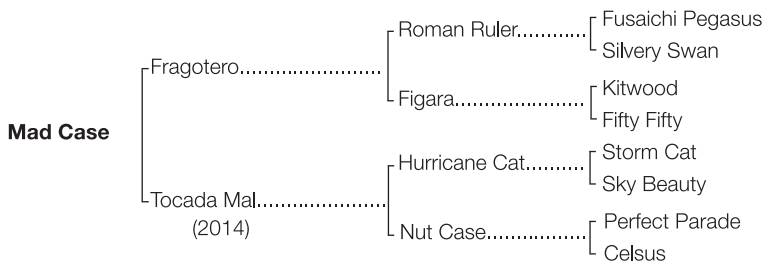 Fusaichi Pegasus
Roman Ruler
Silvery Swan
Fragotero
Kitwood
Figara
Fifty Fifty
Mad Case
Storm Cat
Hurricane Cat
Sky Beauty
Tocada Mal
(2014)
Perfect Parade
Nut Case
Celsus